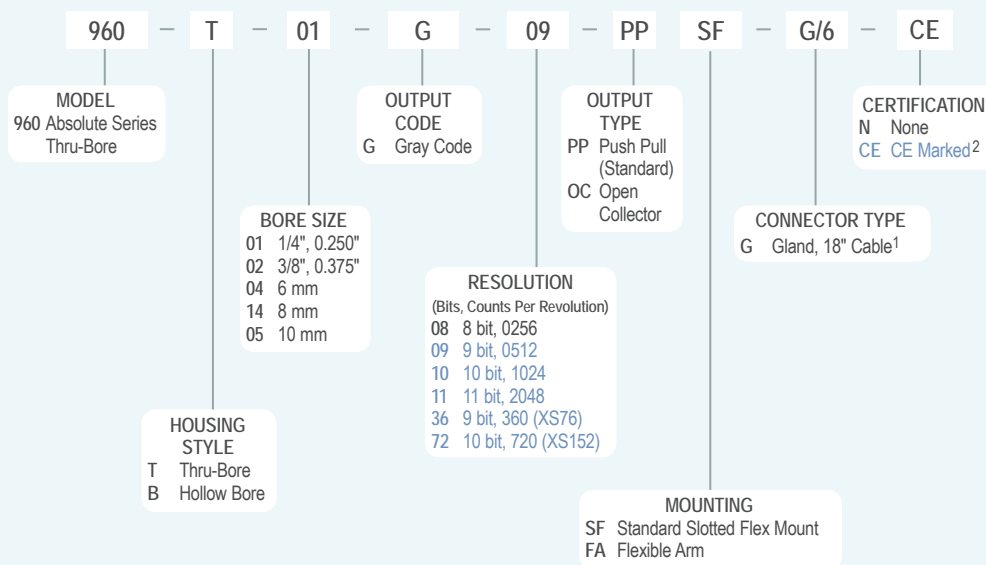 960 – T – 01 – G – 09 – PP SF – G/6 – CE
MODEL
960 Absolute Series
Thru-Bore
HOUSING
STYLE
T Thru-Bore
B Hollow Bore
BORE SIZE
01 1/4", 0.250"
02 3/8", 0.375"
04 6 mm
14 8 mm
05 10 mm
OUTPUT
CODE
G Gray Code
RESOLUTION
(Bits, Counts Per Revolution)
08 8 bit, 0256
09 9 bit, 0512
10 10 bit, 1024
11 11 bit, 2048
36 9 bit, 360 (XS76)
72 10 bit, 720 (XS152)
OUTPUT
TYPE
PP Push Pull
(Standard)
OC Open
Collector
MOUNTING
SF Standard Slotted Flex Mount
FA Flexible Arm
CONNECTOR TYPE
G Gland, 18" Cable1
CERTIFICATION
N None
CE CE Marked2